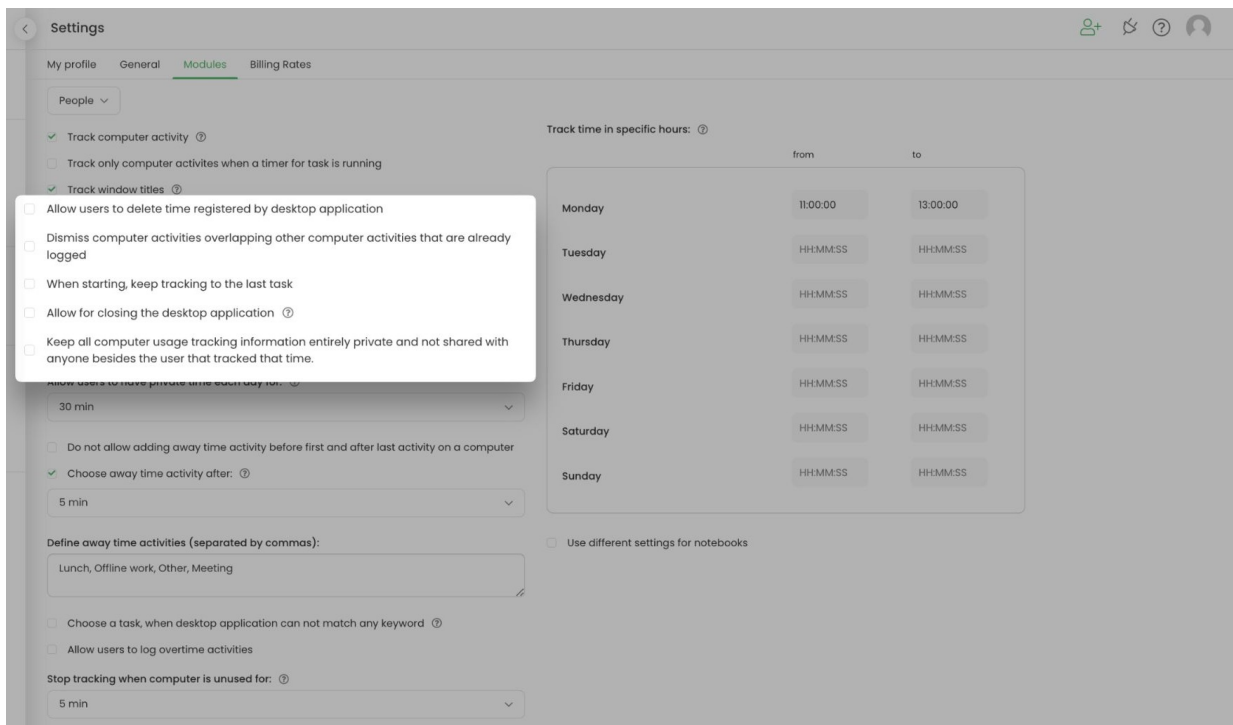 Settings
My profile General Modules Billing Rates
People
Track computer activity
Track only computer activites when a timer for task is running
Track window titles
Allow users to delete time registered by desktop application
Dismiss computer activities overlapping other computer activities that are already
logged
When starting, keep tracking to the last task
Allow for closing the desktop application
Keep all computer usage tracking information entirely private and not shared with
anyone besides the user that tracked that time.
Allow users to have private time each day for:
30 min
Do not allow adding away time activity before first and after last activity on a computer
Choose away time activity after:
5 min
Define away time activities (separated by commas):
Lunch, Offline work, Other, Meeting
Choose a task, when desktop application can not match any keyword
Allow users to log overtime activities
Stop tracking when computer is unused for:
5 min
Track time in specific hours:
from to
Monday 11:00:00 13:00:00
Tuesday HH:MM:SS HH:MM:SS
Wednesday HH:MM:SS HH:MM:SS
Thursday HH:MM:SS HH:MM:SS
Friday HH:MM:SS HH:MM:SS
Saturday HH:MM:SS HH:MM:SS
Sunday HH:MM:SS HH:MM:SS
Use different settings for notebooks